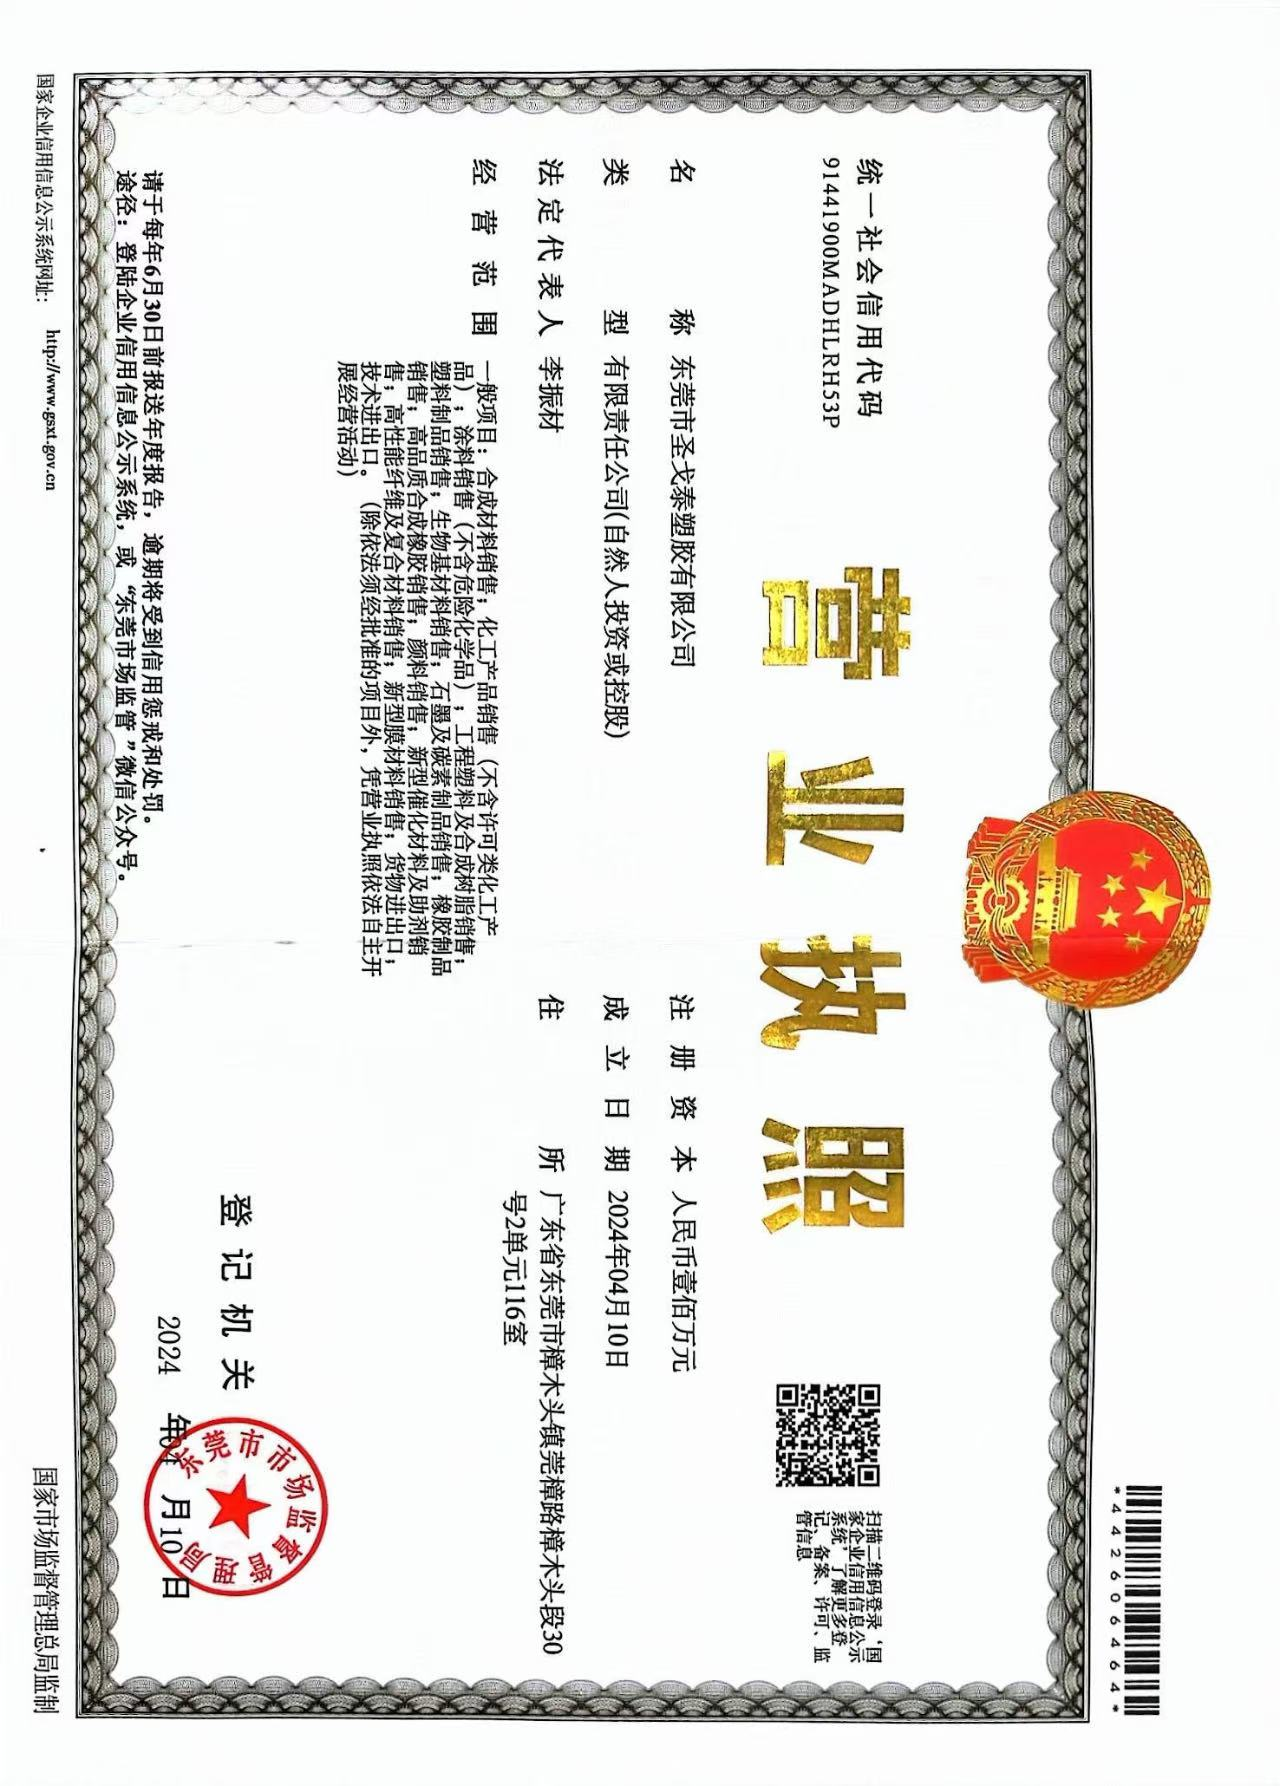 *442606464*
统一社会信用代码
91441900MADHLRH53P
营业执照
扫描二维码登录‘国
家企业信用信息公示
系统’了解更多登
记、备案、许可、监
管信息
名称 东莞市圣戈泰塑胶有限公司
类型 有限责任公司(自然人投资或控股)
法定代表人 李振材
经营范围 一般项目：合成材料销售；化工产品销售（不含许可类化工产
品）；涂料销售（不含危险化学品）；工程塑料及合成树脂销售；
塑料制品销售；生物基材料销售；石墨及碳素制品销售；橡胶制品
销售；高品质合成橡胶销售；颜料销售；新型催化材料及助剂销
售；高性能纤维及复合材料销售；新型膜材料销售；货物进出口；
技术进出口。（除依法须经批准的项目外，凭营业执照依法自主开
展经营活动）
注册资本 人民币壹佰万元
成立日期 2024年04月10日
住所 广东省东莞市樟木头镇莞樟路樟木头段30
号2单元116室
登记机关
东莞市市场监督管理局
2024 年04 月10 日
请于每年6月30日前报送年度报告，逾期将受到信用惩戒和处罚。
途径：登陆企业信用信息公示系统，或“东莞市场监管”微信公众号。
国家企业信用信息公示系统网址： http://www.gsxt.gov.cn
国家市场监督管理总局监制